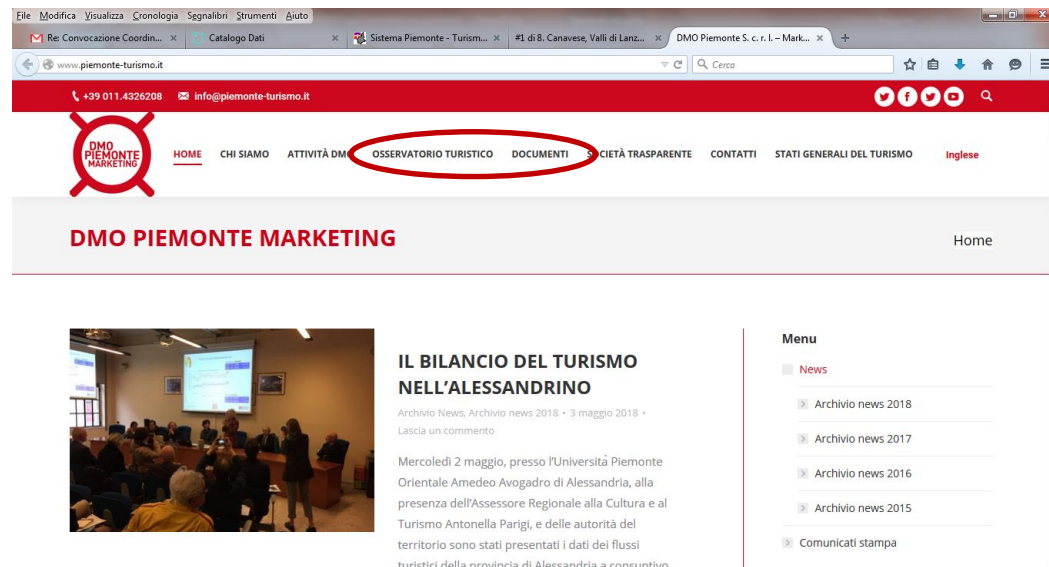 File Modifica Visualizza Cronologia Segnalibri Strumenti Aiuto
Re: Convocazione Coordin...
Catalogo Dati
Sistema Piemonte - Turism...
#1 di 8. Canavese, Valli di Lanz...
DMO Piemonte S. c. r. l. – Mark...
www.piemonte-turismo.it
Cerca
+39 011.4326208 info@piemonte-turismo.it
DMO
PIEMONTE
MARKETING
HOME CHI SIAMO ATTIVITÀ DMO OSSERVATORIO TURISTICO DOCUMENTI SOCIETÀ TRASPARENTE CONTATTI STATI GENERALI DEL TURISMO Inglese
DMO PIEMONTE MARKETING
Home
IL BILANCIO DEL TURISMO
NELL'ALESSANDRINO
Archivio News, Archivio news 2018 • 3 maggio 2018 •
Lascia un commento
Mercoledì 2 maggio, presso l'Università Piemonte
Orientale Amedeo Avogadro di Alessandria, alla
presenza dell'Assessore Regionale alla Cultura e al
Turismo Antonella Parigi, e delle autorità del
territorio sono stati presentati i dati dei flussi
turistici della provincia di Alessandria a consuntivo
Menu
News
Archivio news 2018
Archivio news 2017
Archivio news 2016
Archivio news 2015
Comunicati stampa